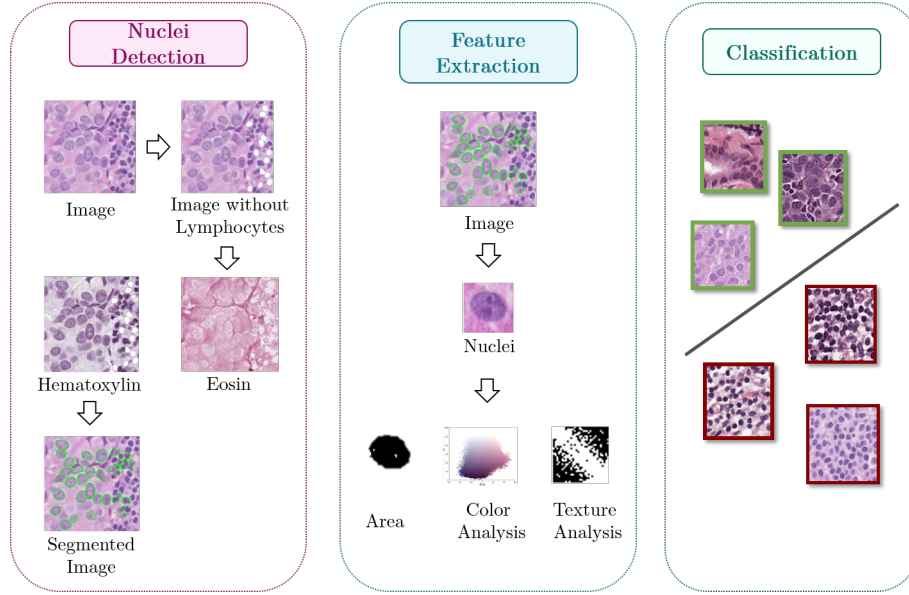 Nuclei
Detection
Image
Image without
Lymphocytes
Hematoxylin
Eosin
Segmented
Image
Feature
Extraction
Image
Nuclei
Area
Color
Analysis
Texture
Analysis
Classification